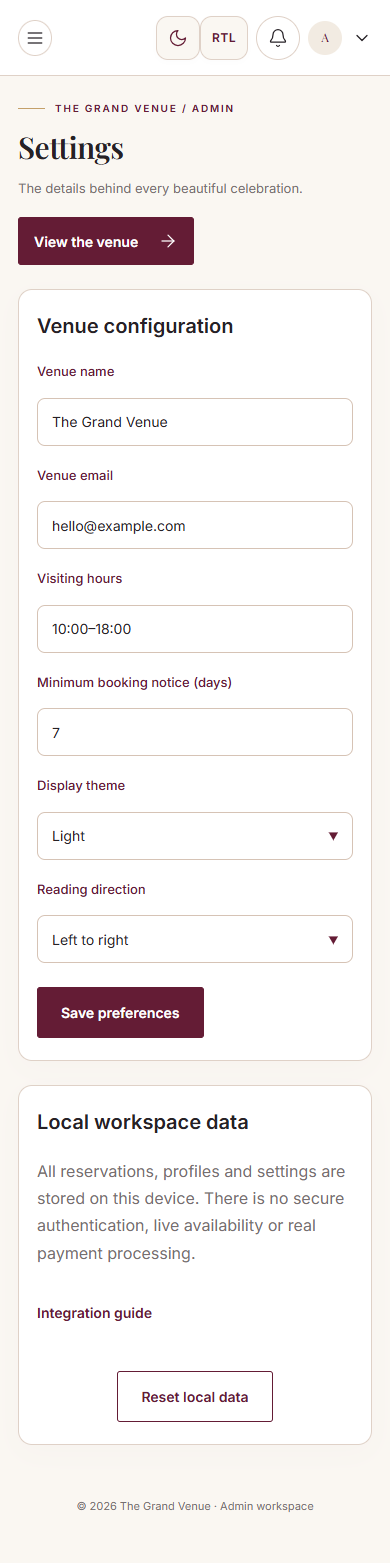 RTL
A
THE GRAND VENUE / ADMIN
Settings
The details behind every beautiful celebration.
View the venue
Venue configuration
Venue name
The Grand Venue
Venue email
hello@example.com
Visiting hours
10:00–18:00
Minimum booking notice (days)
7
Display theme
Light
Reading direction
Left to right
Save preferences
Local workspace data
All reservations, profiles and settings are
stored on this device. There is no secure
authentication, live availability or real
payment processing.
Integration guide
Reset local data
© 2026 The Grand Venue · Admin workspace